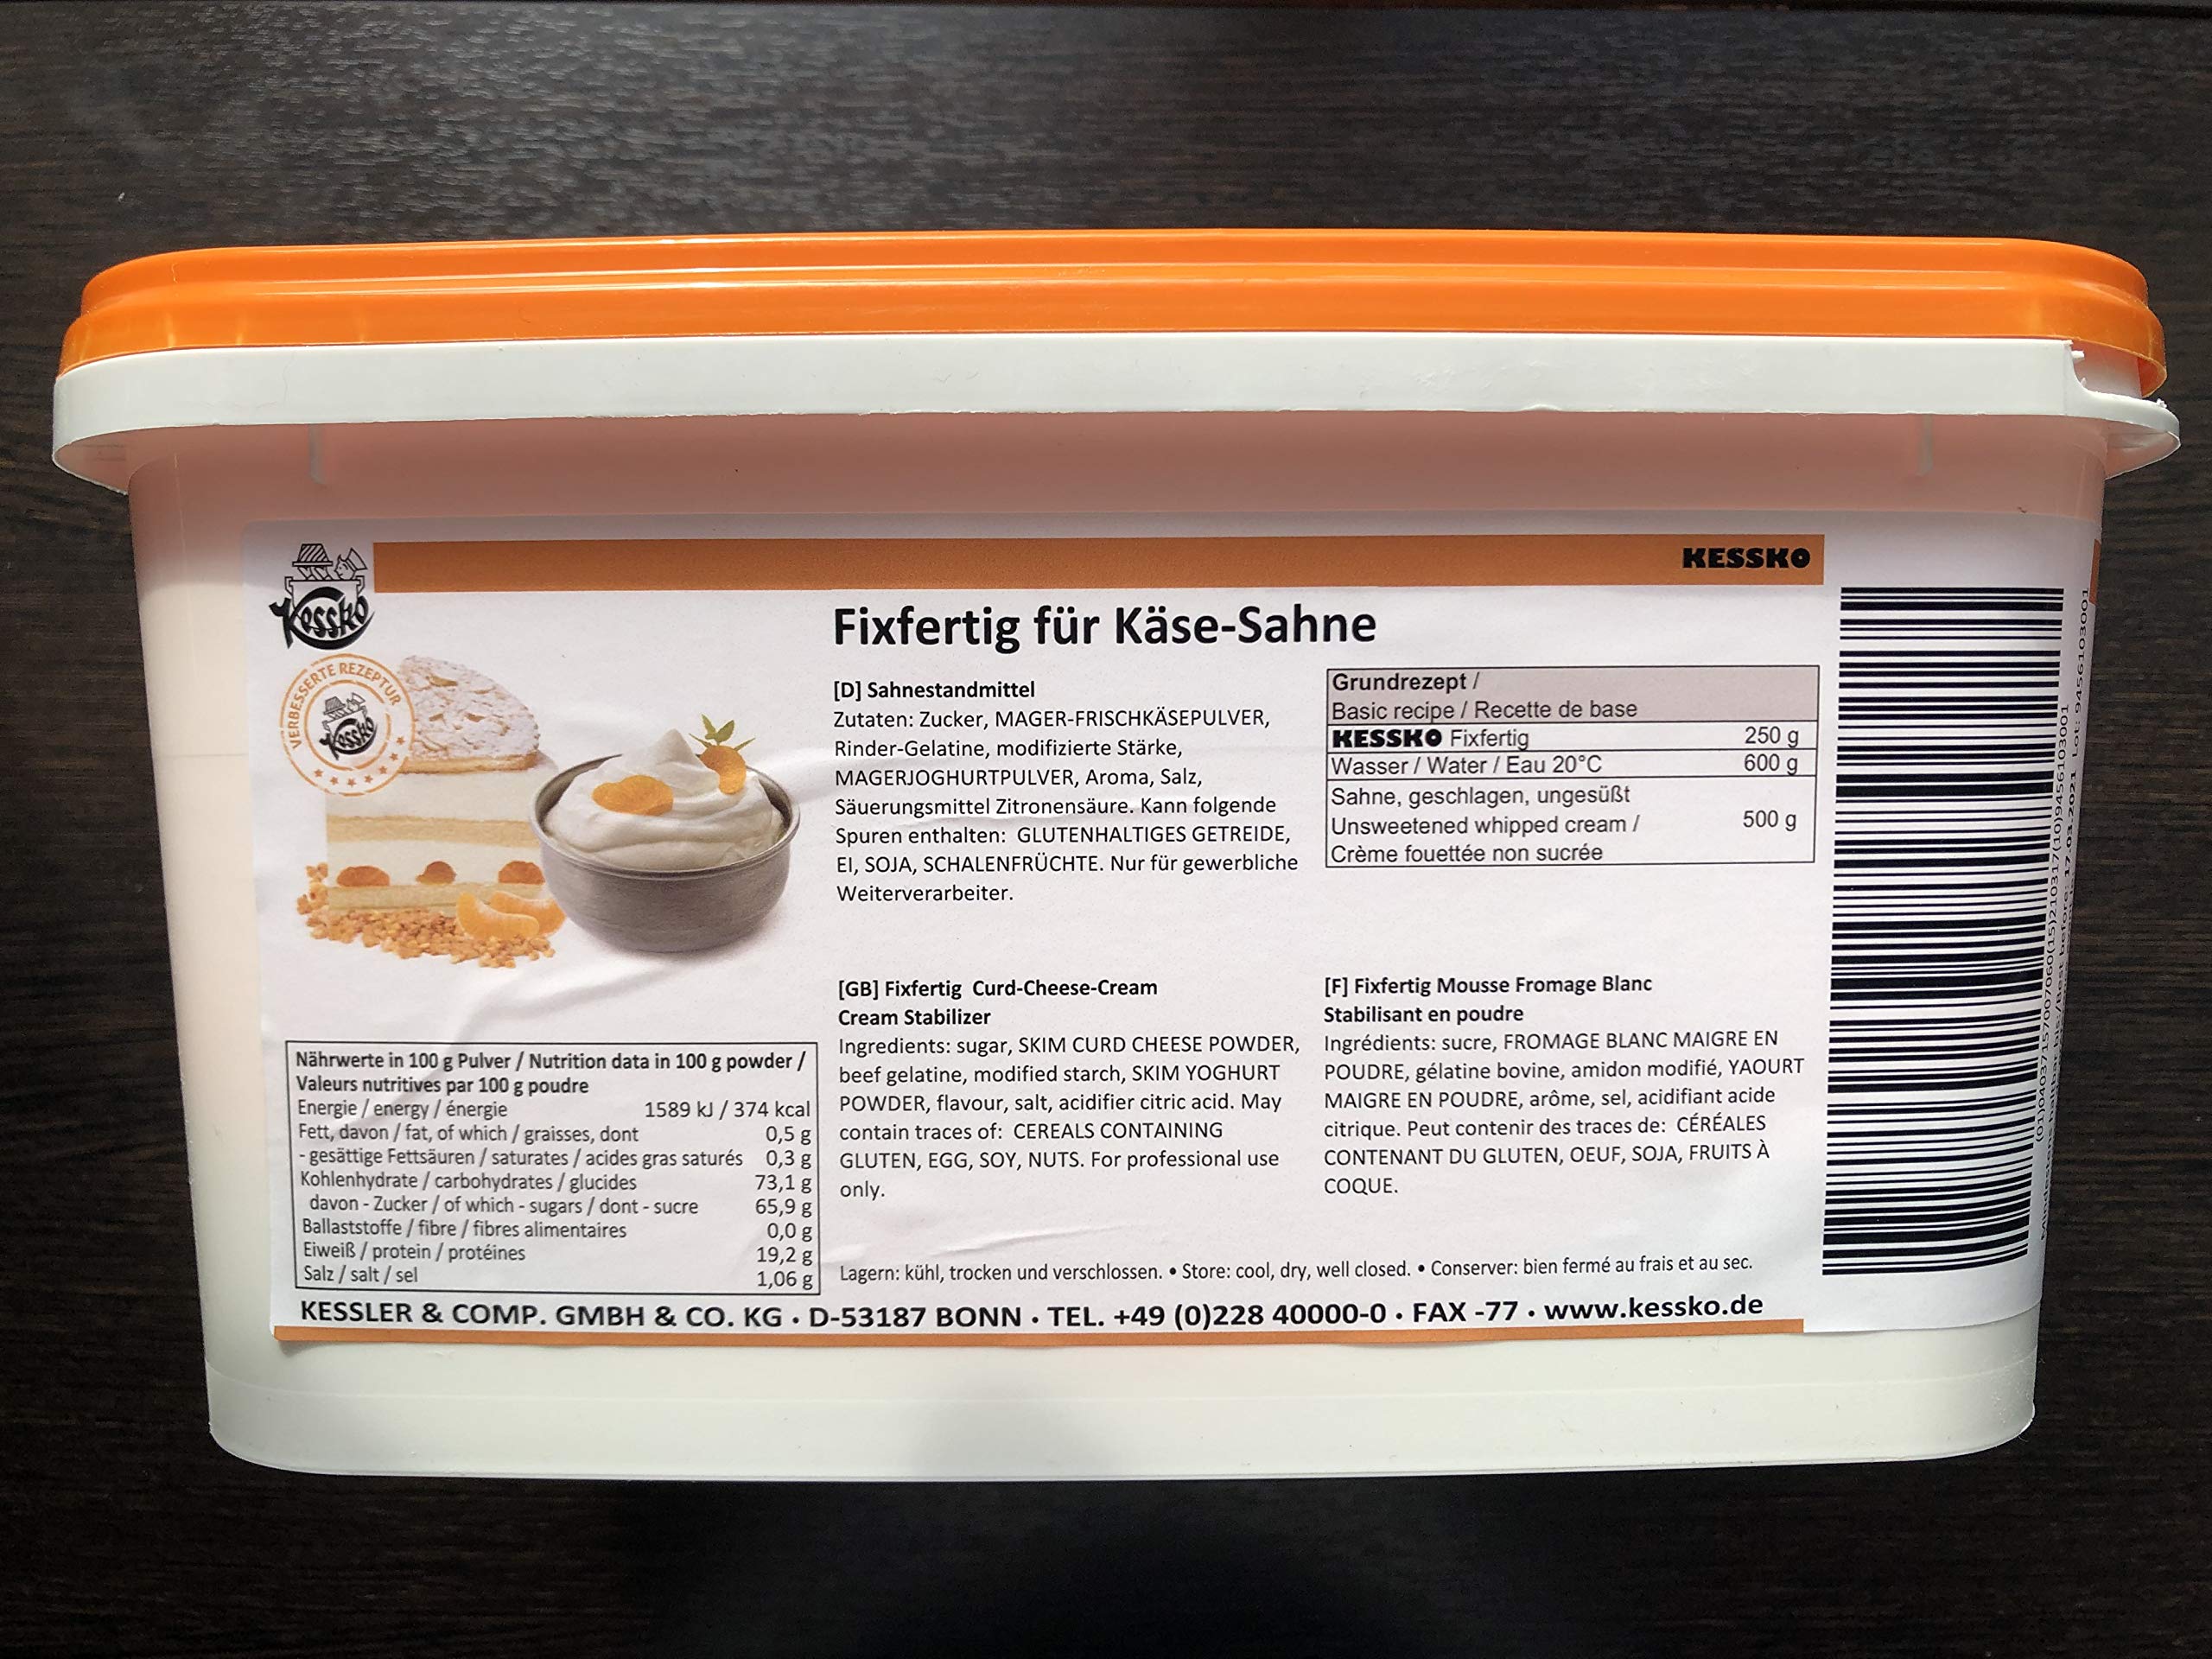 KESSKO
Kessko
VERBESSERTE REZEPTUR
Kessko
Fixfertig für Käse-Sahne
[D] Sahnestandmittel
Zutaten: Zucker, MAGER-FRISCHKÄSEPULVER,
Rinder-Gelatine, modifizierte Stärke,
MAGERJOGHURTPULVER, Aroma, Salz,
Säuerungsmittel Zitronensäure. Kann folgende
Spuren enthalten: GLUTENHALTIGES GETREIDE,
EI, SOJA, SCHALENFRÜCHTE. Nur für gewerbliche
Weiterverarbeiter.
Grundrezept /
Basic recipe / Recette de base
KESSKO Fixfertig 250 g
Wasser / Water / Eau 20°C 600 g
Sahne, geschlagen, ungesüßt
Unsweetened whipped cream / 500 g
Crème fouettée non sucrée
[GB] Fixfertig Curd-Cheese-Cream
Cream Stabilizer
Ingredients: sugar, SKIM CURD CHEESE POWDER,
beef gelatine, modified starch, SKIM YOGHURT
POWDER, flavour, salt, acidifier citric acid. May
contain traces of: CEREALS CONTAINING
GLUTEN, EGG, SOY, NUTS. For professional use
only.
[F] Fixfertig Mousse Fromage Blanc
Stabilisant en poudre
Ingrédients: sucre, FROMAGE BLANC MAIGRE EN
POUDRE, gélatine bovine, amidon modifié, YAOURT
MAIGRE EN POUDRE, arôme, sel, acidifiant acide
citrique. Peut contenir des traces de: CÉRÉALES
CONTENANT DU GLUTEN, OEUF, SOJA, FRUITS À
COQUE.
Nährwerte in 100 g Pulver / Nutrition data in 100 g powder /
Valeurs nutritives par 100 g poudre
Energie / energy / énergie 1589 kJ / 374 kcal
Fett, davon / fat, of which / graisses, dont 0,5 g
- gesättige Fettsäuren / saturates / acides gras saturés 0,3 g
Kohlenhydrate / carbohydrates / glucides 73,1 g
davon - Zucker / of which - sugars / dont - sucre 65,9 g
Ballaststoffe / fibre / fibres alimentaires 0,0 g
Eiweiß / protein / protéines 19,2 g
Salz / salt / sel 1,06 g
Lagern: kühl, trocken und verschlossen. • Store: cool, dry, well closed. • Conserver: bien fermé au frais et au sec.
KESSLER & COMP. GMBH & CO. KG • D-53187 BONN • TEL. +49 (0)228 40000-0 • FAX -77 • www.kessko.de
Best before: 17.03.2021 Lot: 9456103001